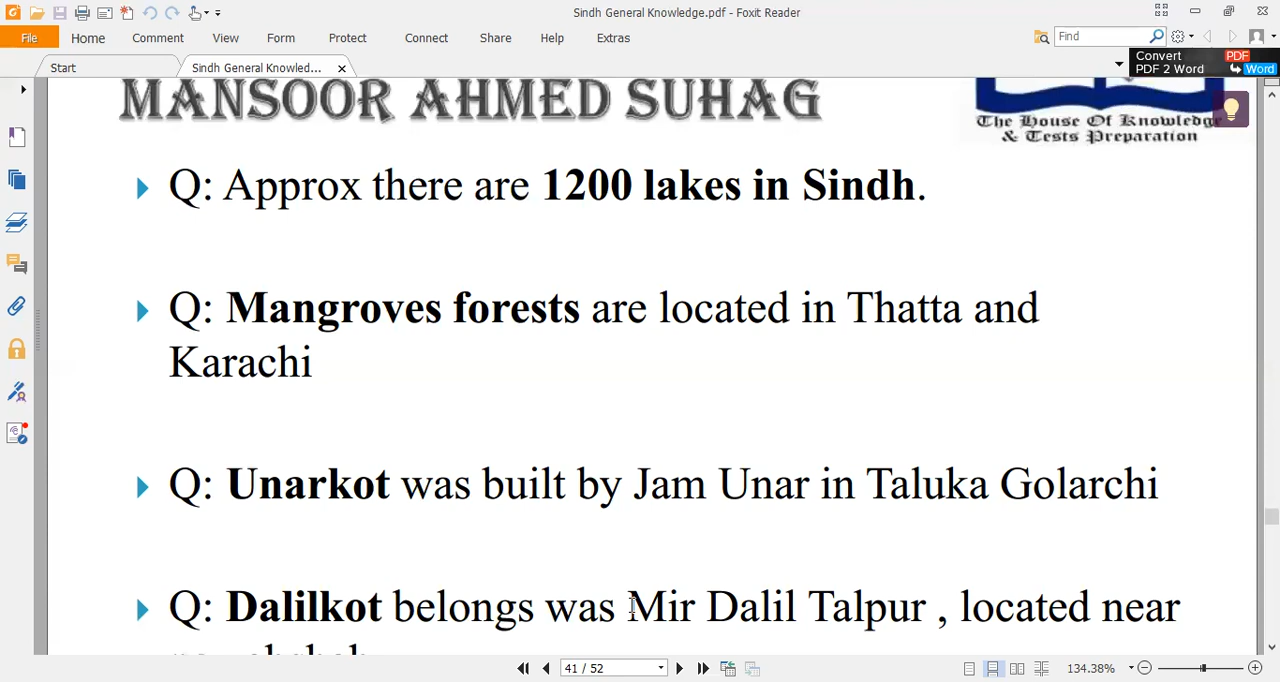 Sindh General Knowledge.pdf - Foxit Reader
File Home Comment View Form Protect Connect Share Help Extras Find
Convert PDF
PDF 2 Word Word
Start Sindh General Knowled...
MANSOOR AHMED SUHAG
The House Of Knowledge
& Tests Preparation
Q: Approx there are 1200 lakes in Sindh.
Q: Mangroves forests are located in Thatta and
Karachi
Q: Unarkot was built by Jam Unar in Taluka Golarchi
Q: Dalilkot belongs was Mir Dalil Talpur , located near
41 / 52 134.38%